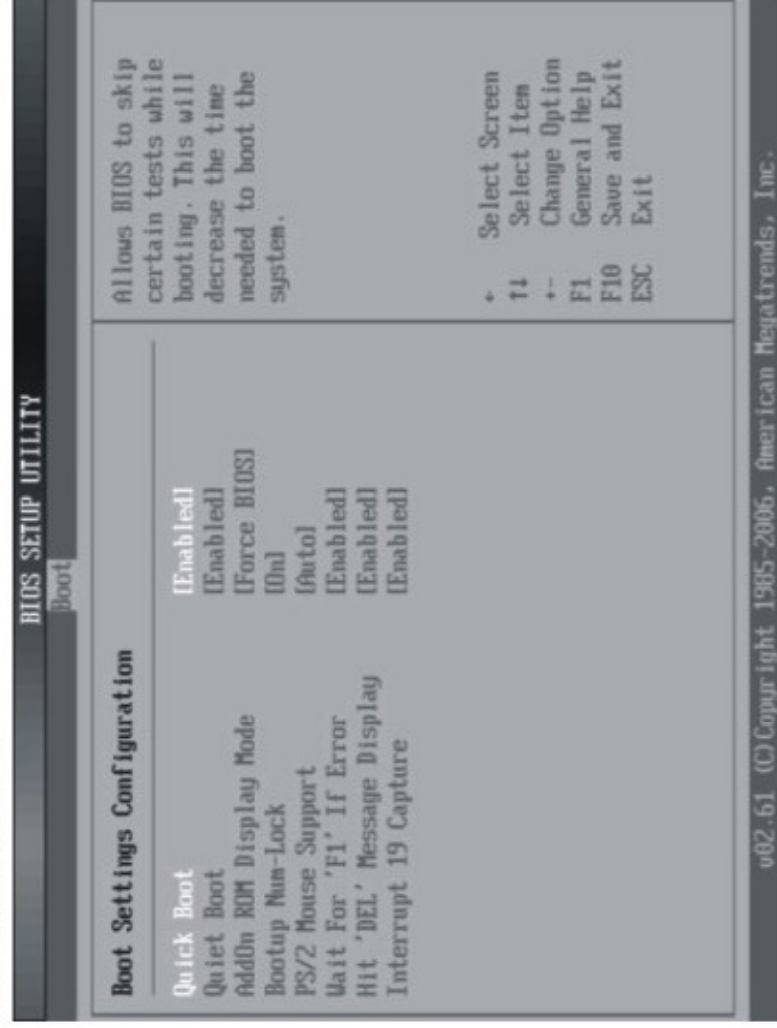 BIOS SETUP UTILITY
Boot
Boot Settings Configuration
Quick Boot [Enabled]
Quiet Boot [Enabled]
AddOn ROM Display Mode [Force BIOS]
Bootup Num-Lock [On]
PS/2 Mouse Support [Auto]
Wait For 'F1' If Error [Enabled]
Hit 'DEL' Message Display [Enabled]
Interrupt 19 Capture [Enabled]
Allows BIOS to skip
certain tests while
booting. This will
decrease the time
needed to boot the
system.
← Select Screen
↑↓ Select Item
+- Change Option
F1 General Help
F10 Save and Exit
ESC Exit
v02.61 (C)Copyright 1985-2006, American Megatrends, Inc.